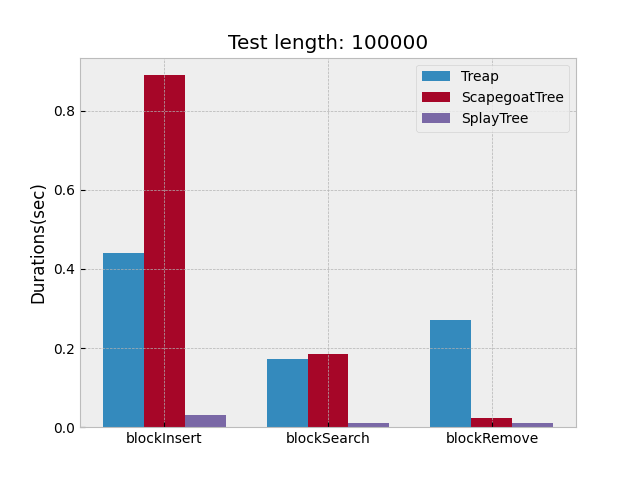 Test length: 100000
Treap
ScapegoatTree
SplayTree
Durations(sec)
0.8
0.6
0.4
0.2
0.0
blockInsert
blockSearch
blockRemove